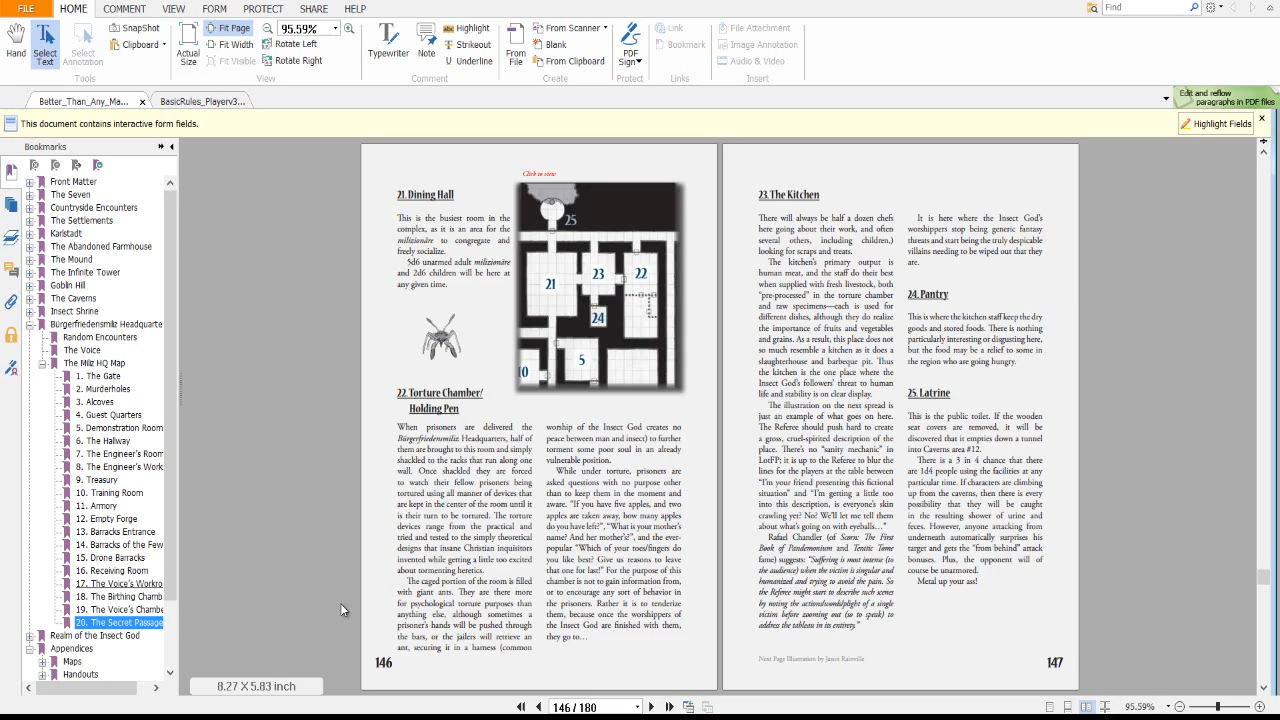 FILE HOME COMMENT VIEW FORM PROTECT SHARE HELP
Find
Hand
Select Text
Select Annotation
SnapShot
Clipboard
Tools
Actual Size
Fit Page
Fit Width
Fit Visible
95.59%
Rotate Left
Rotate Right
View
Typewriter
Note
Highlight
Strikeout
Underline
Comment
From File
From Scanner
Blank
From Clipboard
Create
PDF Sign
Protect
Link
Bookmark
Links
File Attachment
Image Annotation
Audio & Video
Insert
Better_Than_Any_Ma...
BasicRules_Playerv3...
Edit and reflow
paragraphs in PDF files
This document contains interactive form fields.
Highlight Fields
Bookmarks
Front Matter
The Seven
Countryside Encounters
The Settlements
Karlstadt
The Abandoned Farmhouse
The Mound
The Infinite Tower
Goblin Hill
The Caverns
Insect Shrine
Bürgerfriedensmilz Headquarte
Random Encounters
The Voice
The Milz HQ Map
1. The Gate
2. Murderholes
3. Alcoves
4. Guest Quarters
5. Demonstration Room
6. The Hallway
7. The Engineer's Room
8. The Engineer's Work
9. Treasury
10. Training Room
11. Armory
12. Empty Forge
13. Barracks Entrance
14. Barracks of the Few
15. Drone Barracks
16. Receiving Room
17. The Voice's Workro
18. The Birthing Chamb
19. The Voice's Chambe
20. The Secret Passage
Realm of the Insect God
Appendices
Maps
Handouts
21. Dining Hall
This is the busiest room in the
complex, as it is an area for the
milizionäre to congregate and
freely socialize.
5d6 unarmed adult milizionäre
and 2d6 children will be here at
any given time.
Click to view
25
21
23
22
24
5
10
22. Torture Chamber/
Holding Pen
When prisoners are delivered the
Bürgerfriedensmilz Headquarters, half of
them are brought to this room and simply
shackled to the racks that run along one
wall. Once shackled they are forced
to watch their fellow prisoners being
tortured using all manner of devices that
are kept in the center of the room until it
is their turn to be tortured. The torture
devices range from the practical and
tried and tested to the simply theoretical
designs that insane Christian inquisitors
invented while getting a little too excited
about tormenting heretics.
The caged portion of the room is filled
with giant ants. They are there more
for psychological torture purposes than
anything else, although sometimes a
prisoner's hands will be pushed through
the bars, or the jailers will retrieve an
ant, securing it in a harness (common
worship of the Insect God creates no
peace between man and insect) to further
torment some poor soul in an already
vulnerable position.
While under torture, prisoners are
asked questions with no purpose other
than to keep them in the moment and
aware. "If you have five apples, and two
apples are taken away, how many apples
do you have left?", "What is your mother's
name? And her mother's?", and the ever-
popular "Which of your toes/fingers do
you like best? Give us reasons to leave
that one for last!" For the purpose of this
chamber is not to gain information from,
or to encourage any sort of behavior in
the prisoners. Rather it is to tenderize
them, because once the worshippers of
the Insect God are finished with them,
they go to…
146
23. The Kitchen
There will always be half a dozen chefs
here going about their work, and often
several others, including children,)
looking for scraps and treats.
The kitchen's primary output is
human meat, and the staff do their best
when supplied with fresh livestock, both
"pre-processed" in the torture chamber
and raw specimens—each is used for
different dishes, although they do realize
the importance of fruits and vegetables
and grains. As a result, this place does not
so much resemble a kitchen as it does a
slaughterhouse and barbeque pit. Thus
the kitchen is the one place where the
Insect God's followers' threat to human
life and stability is on clear display.
The illustration on the next spread is
just an example of what goes on here.
The Referee should push hard to create
a gross, cruel-spirited description of the
place. There's no "sanity mechanic" in
LotFP; it is up to the Referee to blur the
lines for the players at the table between
"I'm your friend presenting this fictional
situation" and "I'm getting a little too
into this description, is everyone's skin
crawling yet? No? We'll let me tell them
about what's going on with eyeballs…"
Rafael Chandler (of Scorn: The First
Book of Pandemonium and Teratic Tome
fame) suggests: "Suffering is most intense (to
the audience) when the victim is singular and
humanized and trying to avoid the pain. So
the Referee might start to describe such scenes
by noting the actions/words/plight of a single
victim before zooming out (so to speak) to
address the tableau in its entirety."
Next Page Illustration by Jason Rainville
It is here where the Insect God's
worshippers stop being generic fantasy
threats and start being the truly despicable
villains needing to be wiped out that they
are.
24. Pantry
This is where the kitchen staff keep the dry
goods and stored foods. There is nothing
particularly interesting or disgusting here,
but the food may be a relief to some in
the region who are going hungry.
25. Latrine
This is the public toilet. If the wooden
seat covers are removed, it will be
discovered that it empties down a tunnel
into Caverns area #12.
There is a 3 in 4 chance that there
are 1d4 people using the facilities at any
particular time. If characters are climbing
up from the caverns, then there is every
possibility that they will be caught
in the resulting shower of urine and
feces. However, anyone attacking from
underneath automatically surprises his
target and gets the "from behind" attack
bonuses. Plus, the opponent will of
course be unarmored.
Metal up your ass!
147
8.27 X 5.83 inch
146 / 180
95.59%